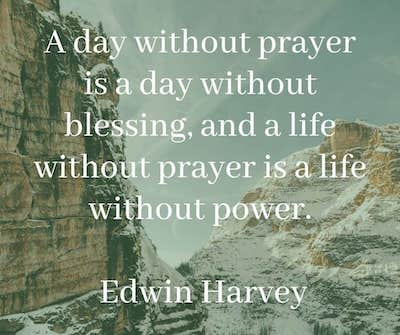 A day without prayer
is a day without
blessing, and a life
without prayer is a life
without power.
Edwin Harvey